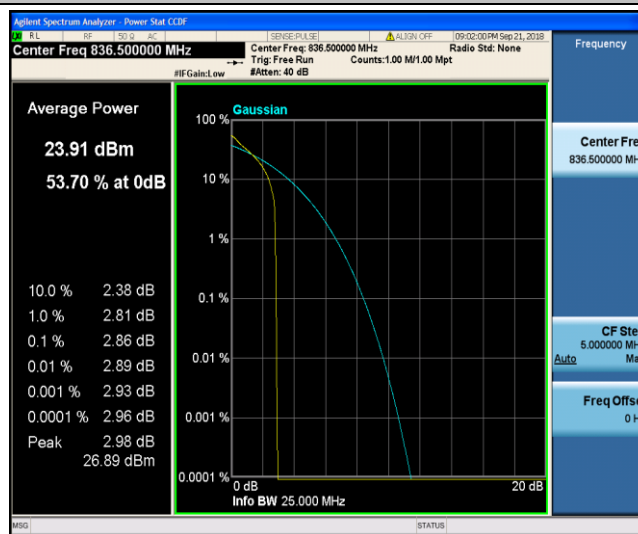 Agilent Spectrum Analyzer - Power Stat CCDF
RL RF 50 Ω AC SENSE:PULSE ALIGN OFF 09:02:00 PM Sep 21, 2018
Center Freq 836.500000 MHz
Center Freq: 836.500000 MHz Radio Std: None
Trig: Free Run Counts:1.00 M/1.00 Mpt
#IFGain:Low #Atten: 40 dB
Frequency
Average Power
23.91 dBm
53.70 % at 0dB
10.0 % 2.38 dB
1.0 % 2.81 dB
0.1 % 2.86 dB
0.01 % 2.89 dB
0.001 % 2.93 dB
0.0001 % 2.96 dB
Peak 2.98 dB
26.89 dBm
Gaussian
100 %
10 %
1 %
0.1 %
0.01 %
0.001 %
0.0001 %
0 dB 20 dB
Info BW 25.000 MHz
Center Fre
836.500000 MH
CF Ste
5.000000 MH
Auto Ma
Freq Offse
0 H
MSG STATUS